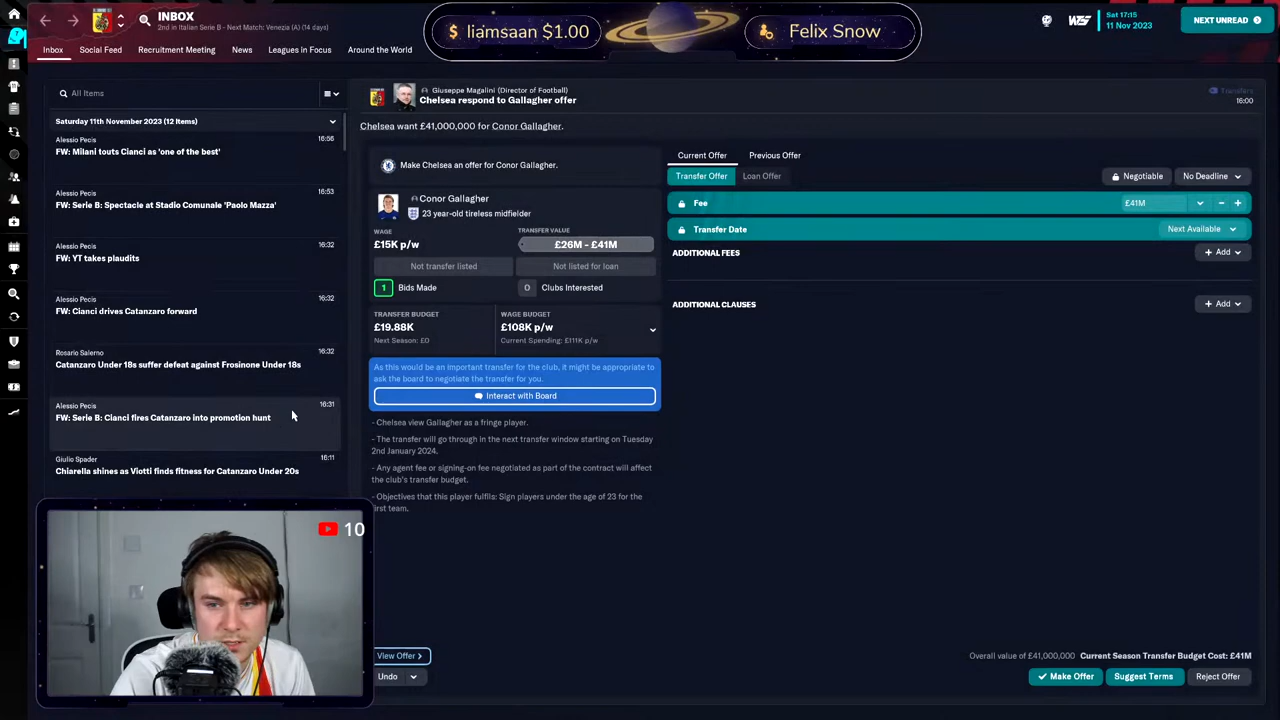 INBOX
2nd in Italian Serie B - Next Match: Venezia (A) (14 days)
$ liamsaan $1.00
Felix Snow
Sat 17:15
11 Nov 2023
NEXT UNREAD
Inbox
Social Feed
Recruitment Meeting
News
Leagues in Focus
Around the World
All Items
Saturday 11th November 2023 (12 Items)
Alessio Pecis
16:56
FW: Milani touts Cianci as 'one of the best'
Alessio Pecis
16:53
FW: Serie B: Spectacle at Stadio Comunale 'Paolo Mazza'
Alessio Pecis
16:32
FW: YT takes plaudits
Alessio Pecis
16:32
FW: Cianci drives Catanzaro forward
Rosario Salerno
16:32
Catanzaro Under 18s suffer defeat against Frosinone Under 18s
Alessio Pecis
16:31
FW: Serie B: Cianci fires Catanzaro into promotion hunt
Giulio Spader
16:11
Chiarella shines as Viotti finds fitness for Catanzaro Under 20s
10
Giuseppe Magalini (Director of Football)
Chelsea respond to Gallagher offer
Transfers
16:00
Chelsea want £41,000,000 for Conor Gallagher.
Make Chelsea an offer for Conor Gallagher.
Conor Gallagher
23 year-old tireless midfielder
WAGE
£15K p/w
TRANSFER VALUE
£26M - £41M
Not transfer listed
Not listed for loan
1 Bids Made
0 Clubs Interested
TRANSFER BUDGET
£19.88K
Next Season: £0
WAGE BUDGET
£108K p/w
Current Spending: £111K p/w
As this would be an important transfer for the club, it might be appropriate to
ask the board to negotiate the transfer for you.
Interact with Board
- Chelsea view Gallagher as a fringe player.
- The transfer will go through in the next transfer window starting on Tuesday
2nd January 2024.
- Any agent fee or signing-on fee negotiated as part of the contract will affect
the club's transfer budget.
- Objectives that this player fulfils: Sign players under the age of 23 for the
first team.
View Offer >
Undo
Current Offer
Previous Offer
Transfer Offer
Loan Offer
Negotiable
No Deadline
Fee
£41M
Transfer Date
Next Available
ADDITIONAL FEES
+ Add
ADDITIONAL CLAUSES
+ Add
Overall value of £41,000,000 Current Season Transfer Budget Cost: £41M
Make Offer
Suggest Terms
Reject Offer